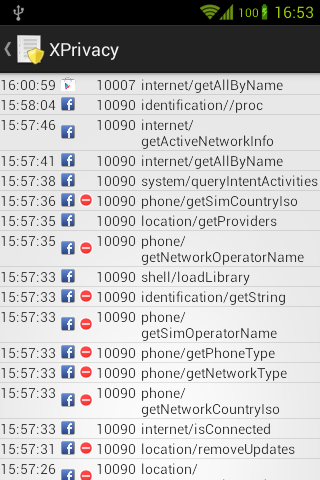 100 16:53
XPrivacy
16:00:59 10007 internet/getAllByName
15:58:04 10090 identification//proc
15:57:46 10090 internet/
getActiveNetworkInfo
15:57:41 10090 internet/getAllByName
15:57:38 10090 system/queryIntentActivities
15:57:36 10090 phone/getSimCountryIso
15:57:35 10090 location/getProviders
15:57:35 10090 phone/
getNetworkOperatorName
15:57:33 10090 shell/loadLibrary
15:57:33 10090 identification/getString
15:57:33 10090 phone/
getSimOperatorName
15:57:33 10090 phone/getPhoneType
15:57:33 10090 phone/getNetworkType
15:57:33 10090 phone/
getNetworkCountryIso
15:57:33 10090 internet/isConnected
15:57:31 10090 location/removeUpdates
15:57:26 10090 location/